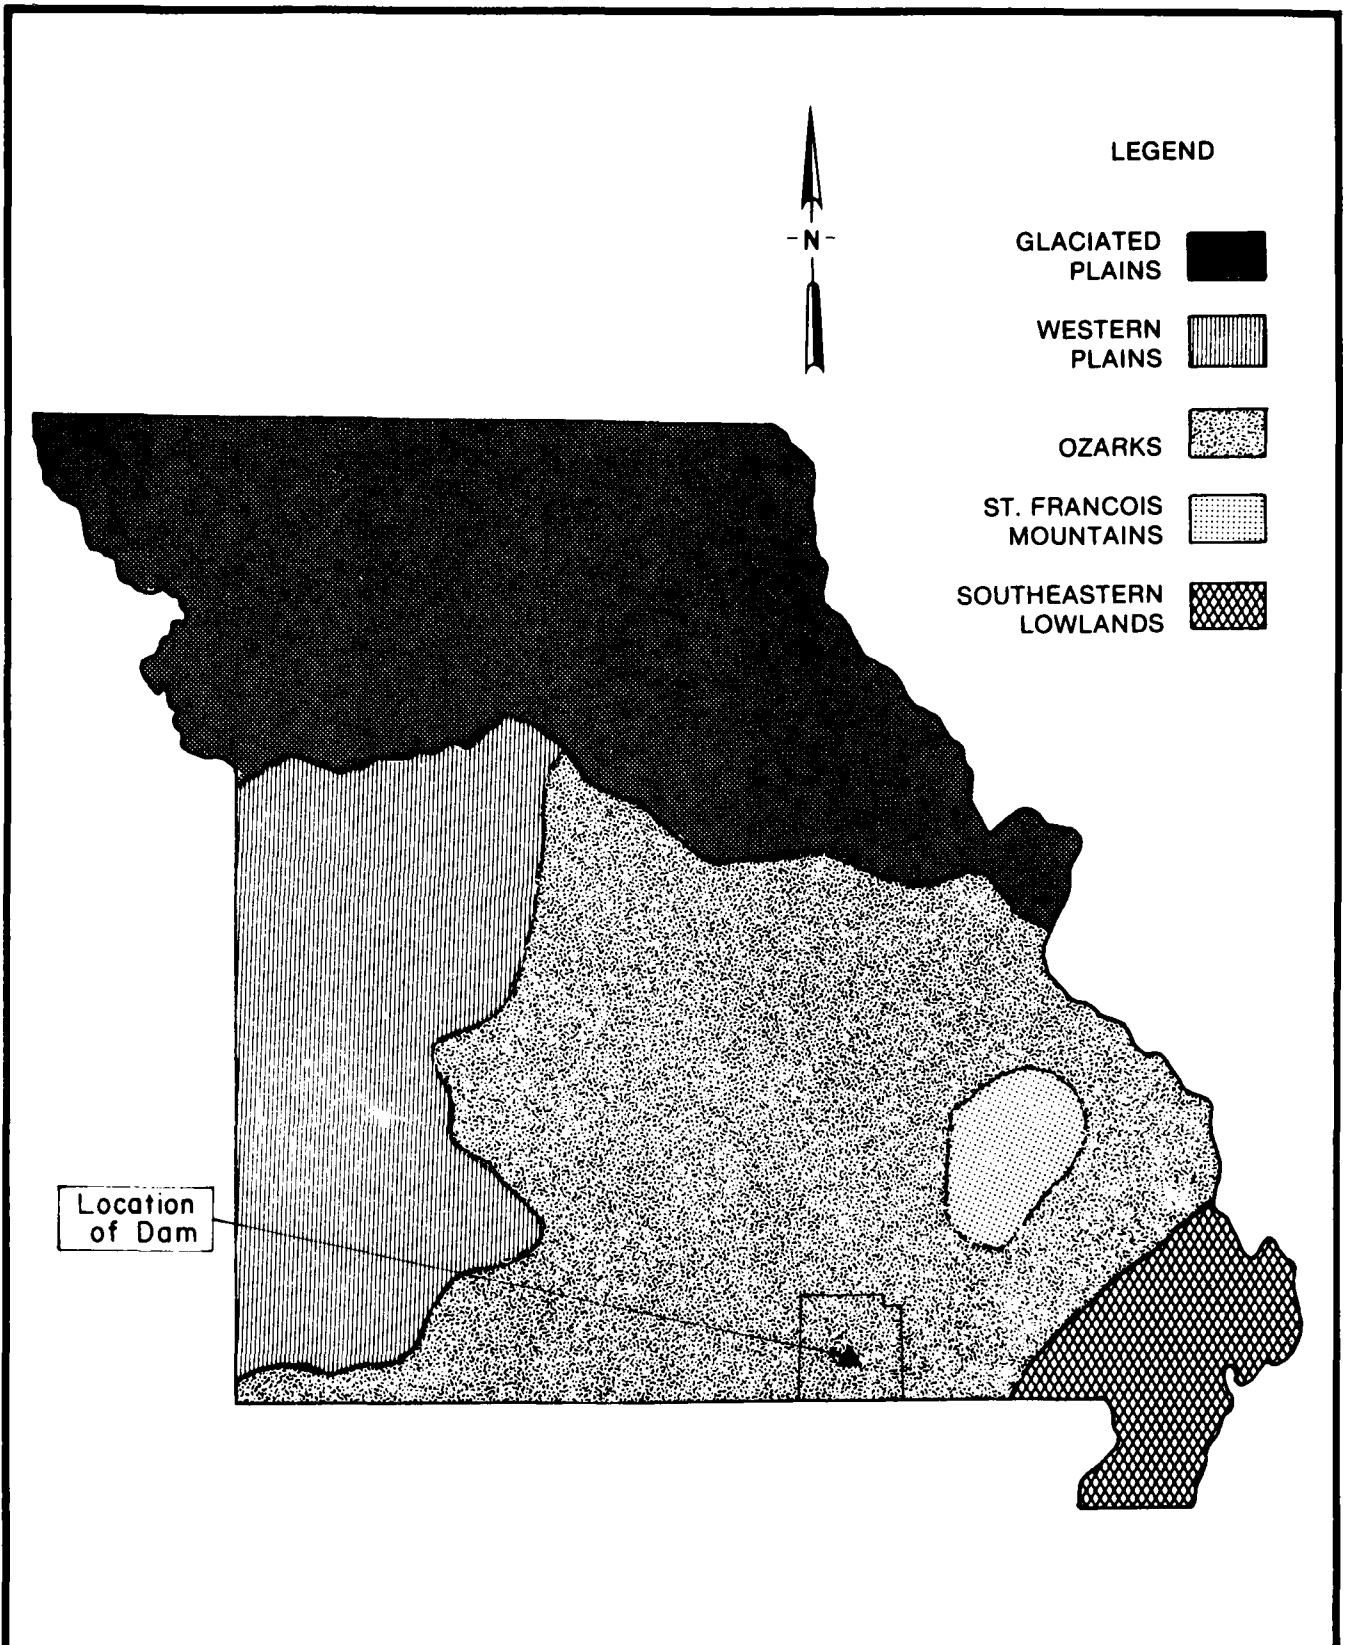 LEGEND
-N-
GLACIATED
PLAINS
WESTERN
PLAINS
OZARKS
ST. FRANCOIS
MOUNTAINS
SOUTHEASTERN
LOWLANDS
Location
of Dam